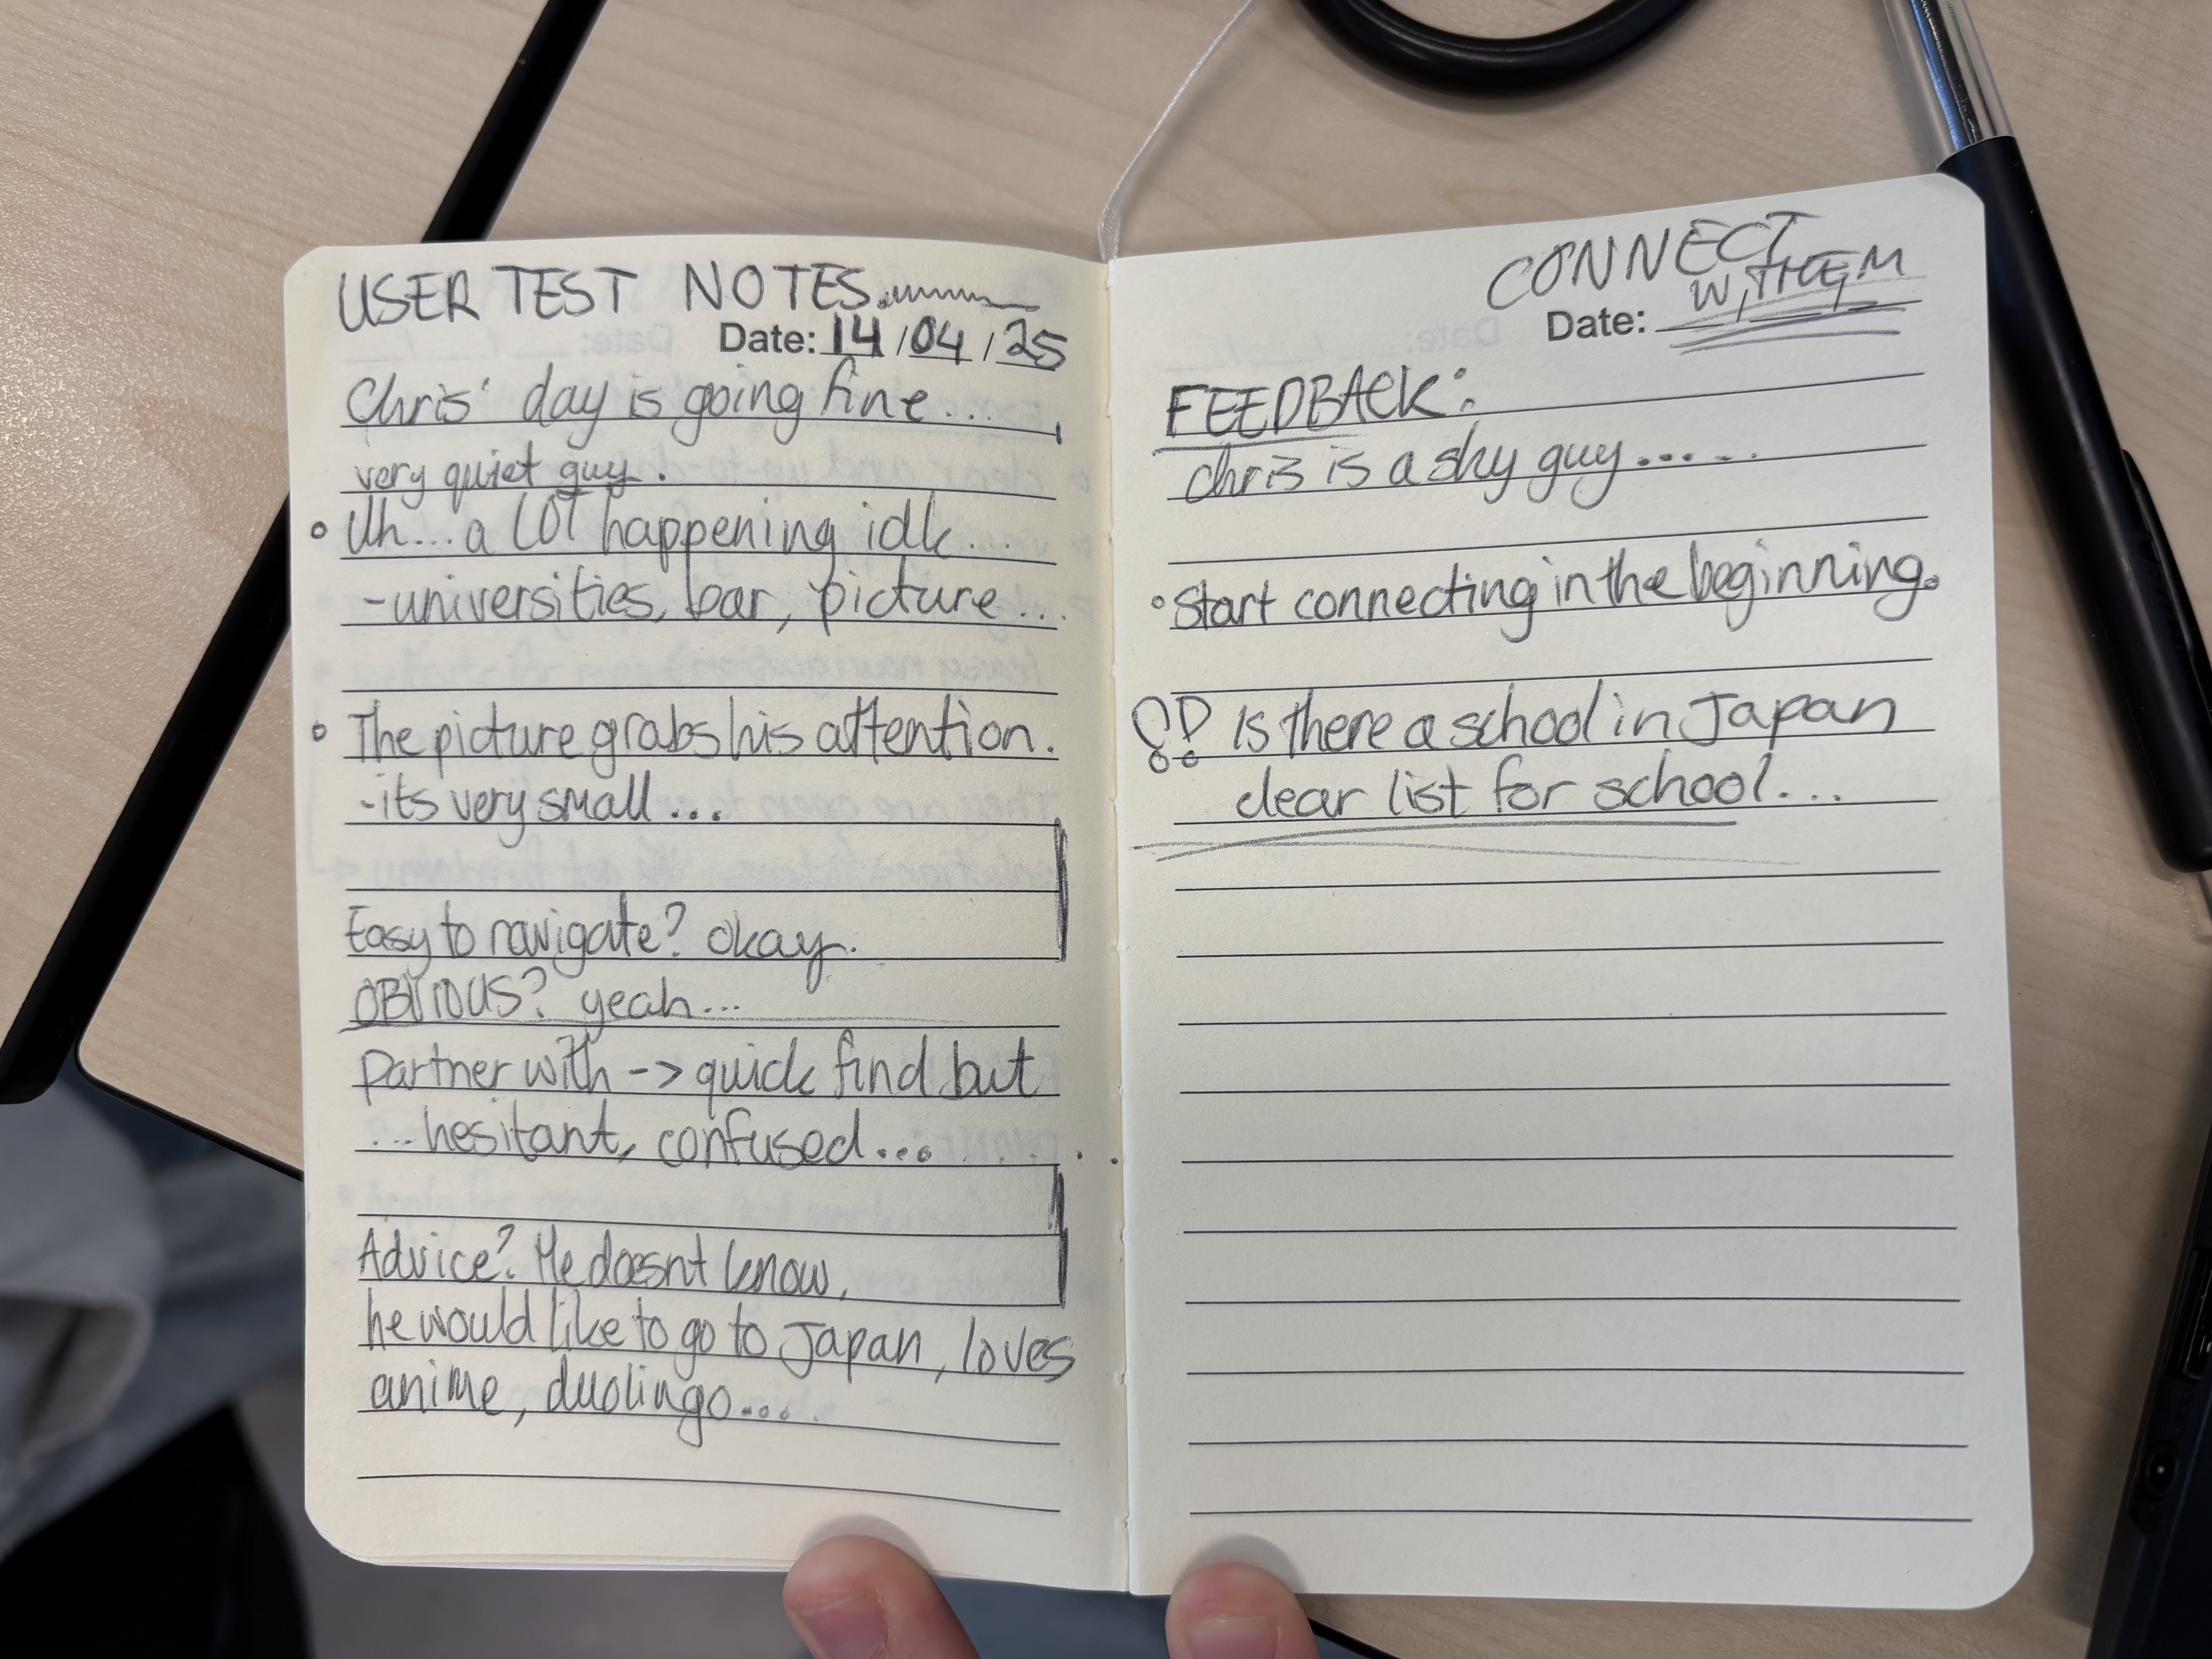 USER TEST NOTES
Date: 14/04/25
Chris' day is going fine...
very quiet guy.
Uh... a LOT happening idk...
-universities, bar, picture...
The picture grabs his attention.
-its very small...
Easy to navigate? okay.
OBVIOUS? yeah...
Partner with -> quick find but
...hesitant, confused...
Advice? He doesnt know,
he would like to go to Japan, loves
anime, duolingo...
CONNECT
WITHEM
Date:
FEEDBACK:
Chris is a shy guy.....
• Start connecting in the beginning.
!! Is there a school in Japan
clear list for school...